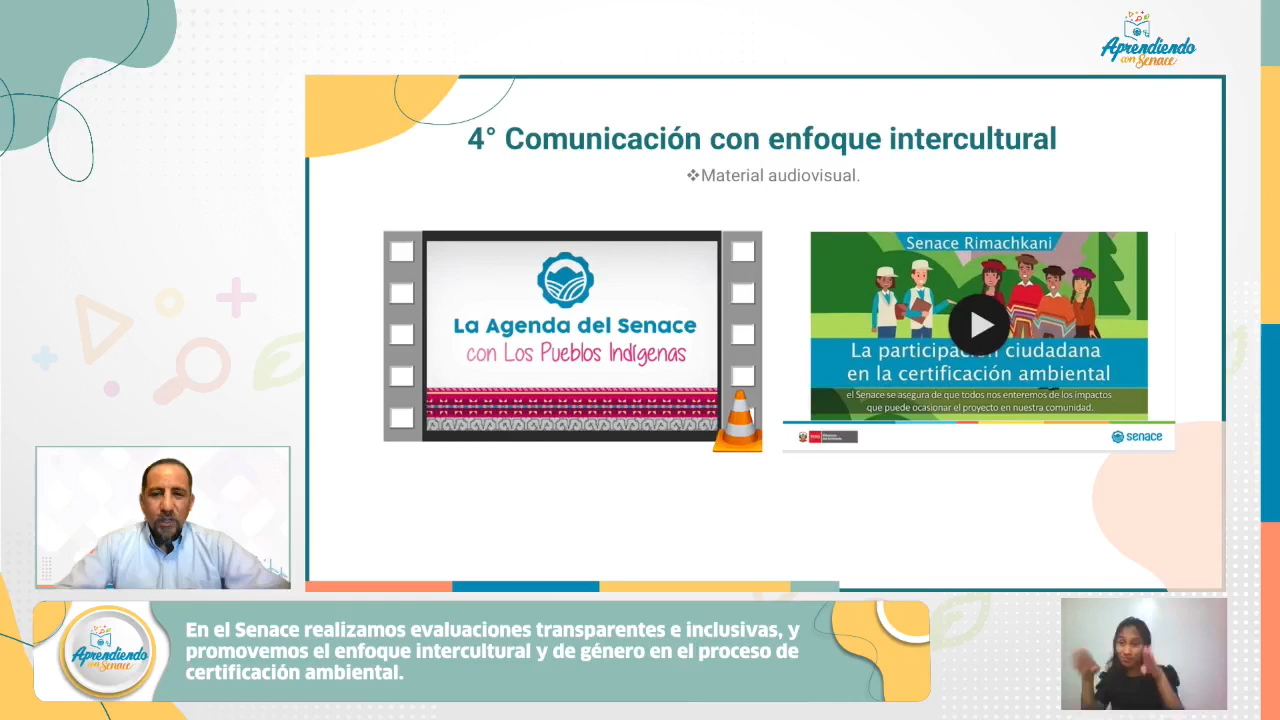 Aprendiendo
con Senace
4° Comunicación con enfoque intercultural
❖Material audiovisual.
La Agenda del Senace
con Los Pueblos Indígenas
Senace Rimachkani
La participación ciudadana
en la certificación ambiental
el Senace se asegura de que todos nos enteremos de los impactos
que puede ocasionar el proyecto en nuestra comunidad.
PERÚ
senace
Aprendiendo
con Senace
En el Senace realizamos evaluaciones transparentes e inclusivas, y
promovemos el enfoque intercultural y de género en el proceso de
certificación ambiental.